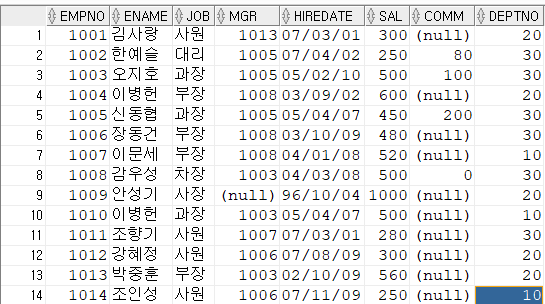 EMPNO ENAME JOB MGR HIREDATE SAL COMM DEPTNO
1 1001 김사랑 사원 1013 07/03/01 300 (null) 20
2 1002 한예슬 대리 1005 07/04/02 250 80 30
3 1003 오지호 과장 1005 05/02/10 500 100 30
4 1004 이병헌 부장 1008 03/09/02 600 (null) 20
5 1005 신동협 과장 1005 05/04/07 450 200 30
6 1006 장동건 부장 1008 03/10/09 480 (null) 30
7 1007 이문세 부장 1008 04/01/08 520 (null) 10
8 1008 감우성 차장 1003 04/03/08 500 0 30
9 1009 안성기 사장 (null) 96/10/04 1000 (null) 20
10 1010 이병헌 과장 1003 05/04/07 500 (null) 10
11 1011 조향기 사원 1007 07/03/01 280 (null) 30
12 1012 강혜정 사원 1006 07/08/09 300 (null) 20
13 1013 박중훈 부장 1003 02/10/09 560 (null) 20
14 1014 조인성 사원 1006 07/11/09 250 (null) 10